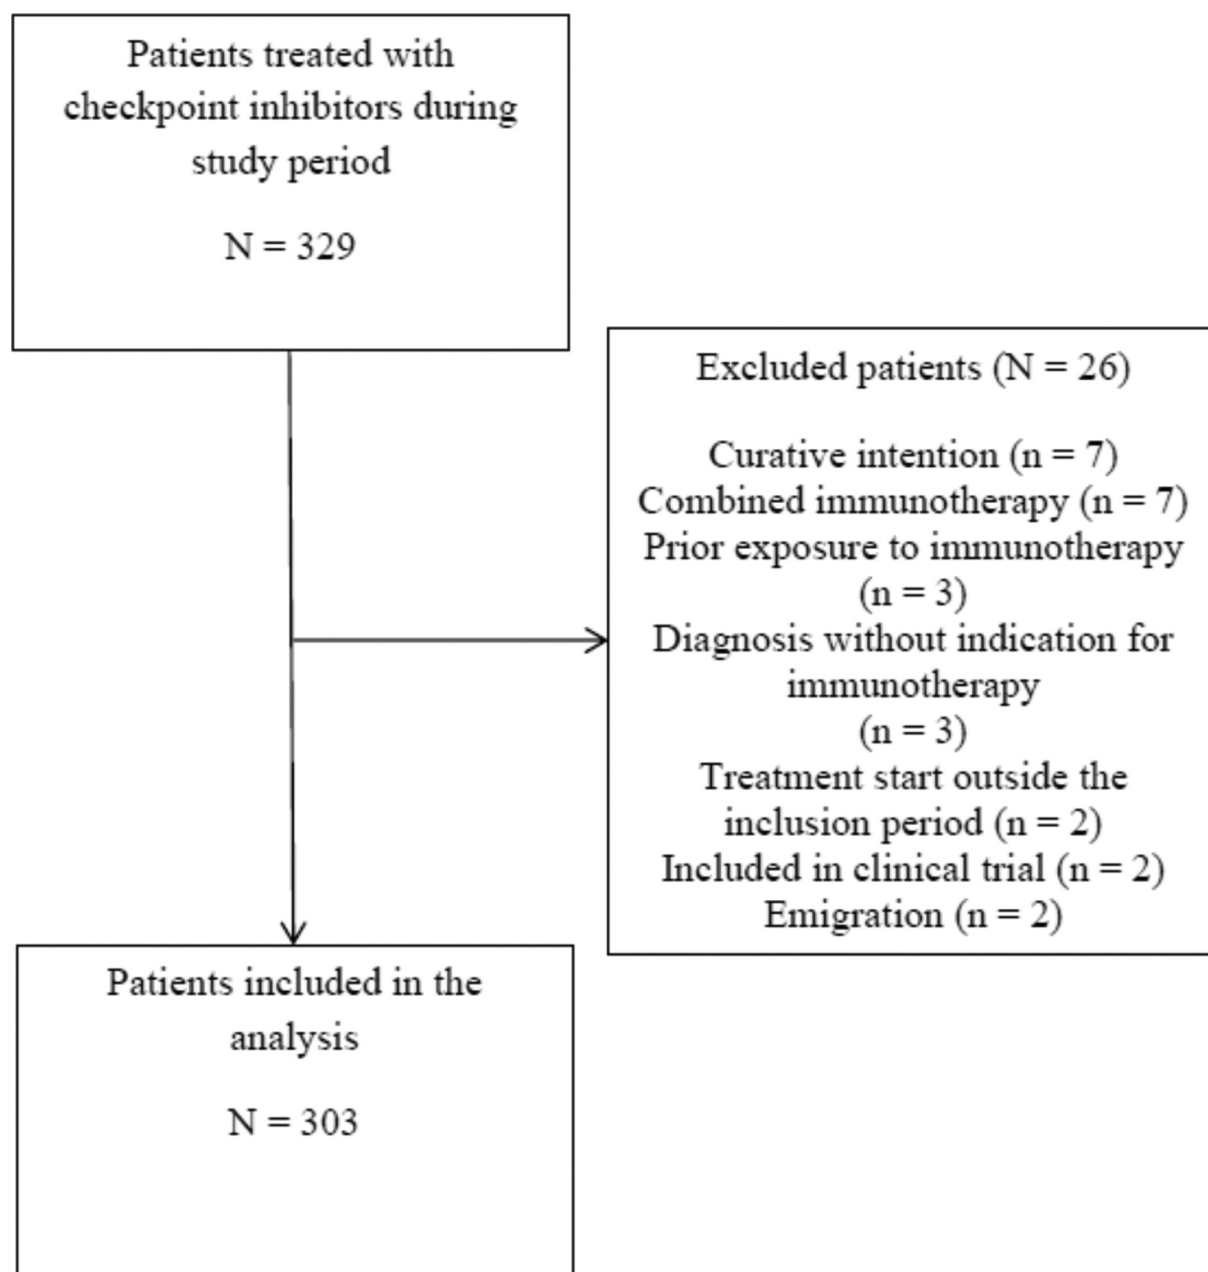 Patients treated with
checkpoint inhibitors during
study period
N = 329
Excluded patients (N = 26)
Curative intention (n = 7)
Combined immunotherapy (n = 7)
Prior exposure to immunotherapy
(n = 3)
Diagnosis without indication for
immunotherapy
(n = 3)
Treatment start outside the
inclusion period (n = 2)
Included in clinical trial (n = 2)
Emigration (n = 2)
Patients included in the
analysis
N = 303